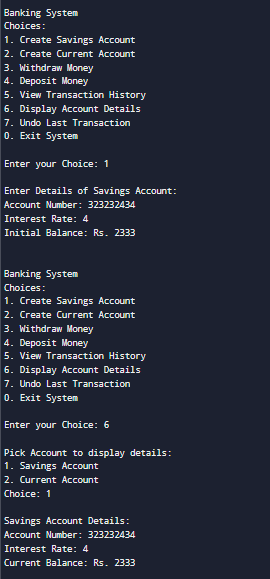 Banking System
Choices:
1. Create Savings Account
2. Create Current Account
3. Withdraw Money
4. Deposit Money
5. View Transaction History
6. Display Account Details
7. Undo Last Transaction
0. Exit System
Enter your Choice: 1
Enter Details of Savings Account:
Account Number: 323232434
Interest Rate: 4
Initial Balance: Rs. 2333
Banking System
Choices:
1. Create Savings Account
2. Create Current Account
3. Withdraw Money
4. Deposit Money
5. View Transaction History
6. Display Account Details
7. Undo Last Transaction
0. Exit System
Enter your Choice: 6
Pick Account to display details:
1. Savings Account
2. Current Account
Choice: 1
Savings Account Details:
Account Number: 323232434
Interest Rate: 4
Current Balance: Rs. 2333